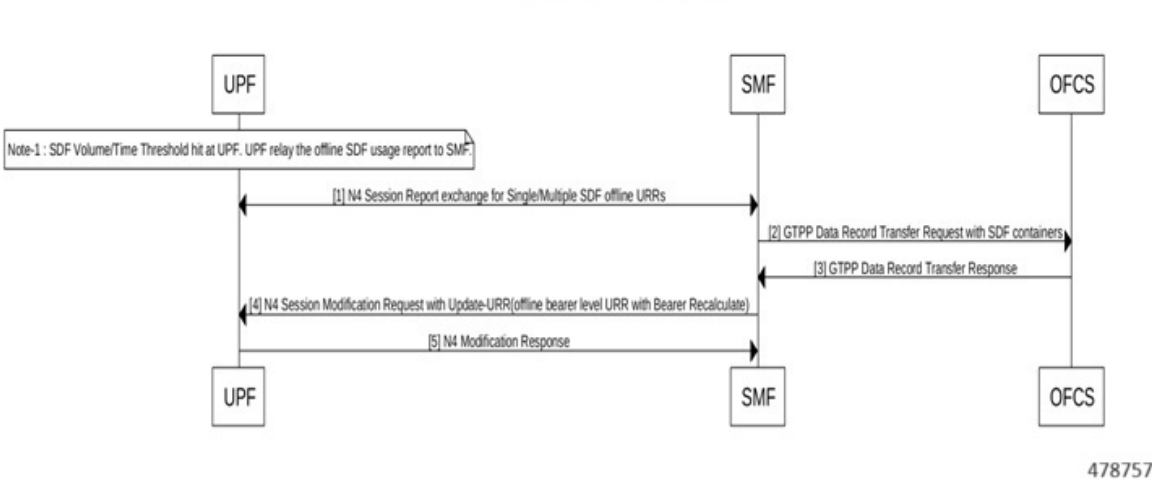 UPF
SMF
OFCS
Note-1 : SDF Volume/Time Threshold hit at UPF. UPF relay the offline SDF usage report to SMF.
[1] N4 Session Report exchange for Single/Multiple SDF offline URRs
[2] GTPP Data Record Transfer Request with SDF containers
[3] GTPP Data Record Transfer Response
[4] N4 Session Modification Request with Update-URR(offline bearer level URR with Bearer Recalculate)
[5] N4 Modification Response
UPF
SMF
OFCS
478757